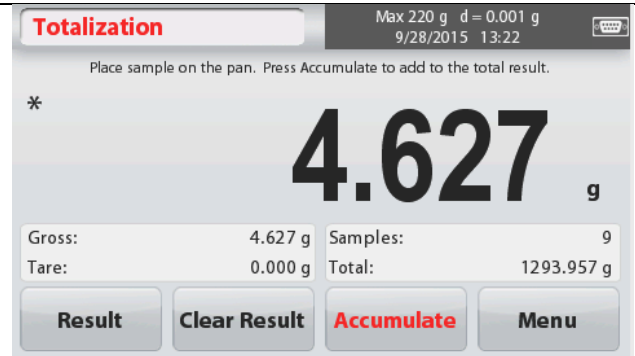 Totalization
Max 220 g d = 0.001 g
9/28/2015 13:22
Place sample on the pan. Press Accumulate to add to the total result.
*
4.627 g
Gross: 4.627 g Samples: 9
Tare: 0.000 g Total: 1293.957 g
Result Clear Result Accumulate Menu